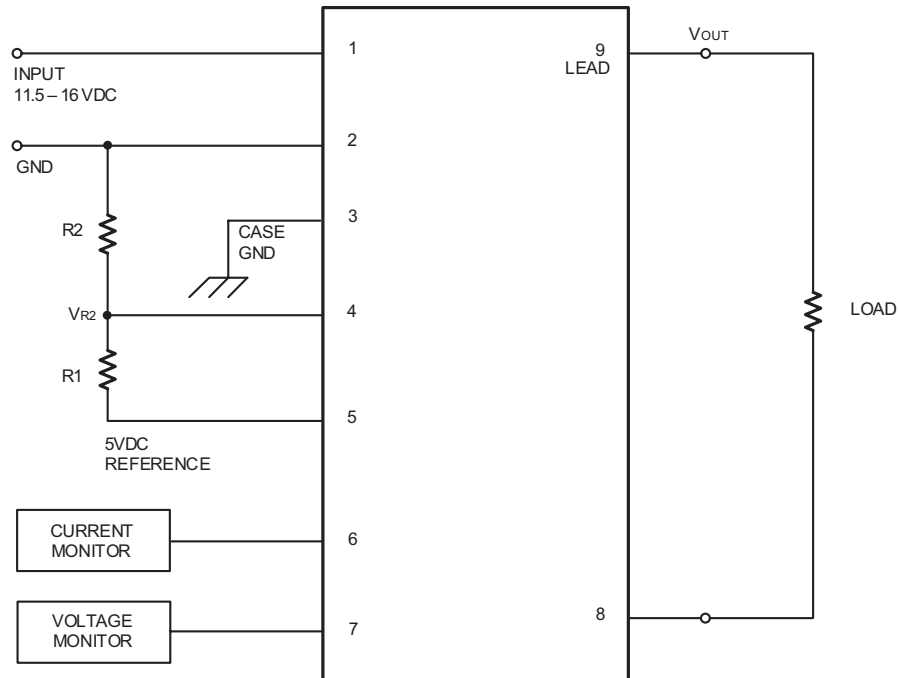 INPUT
11.5 – 16 VDC
1
GND
2
R2
CASE
GND
3
VR2
4
R1
5VDC
REFERENCE
5
CURRENT
MONITOR
6
VOLTAGE
MONITOR
7
9
LEAD
VOUT
LOAD
8